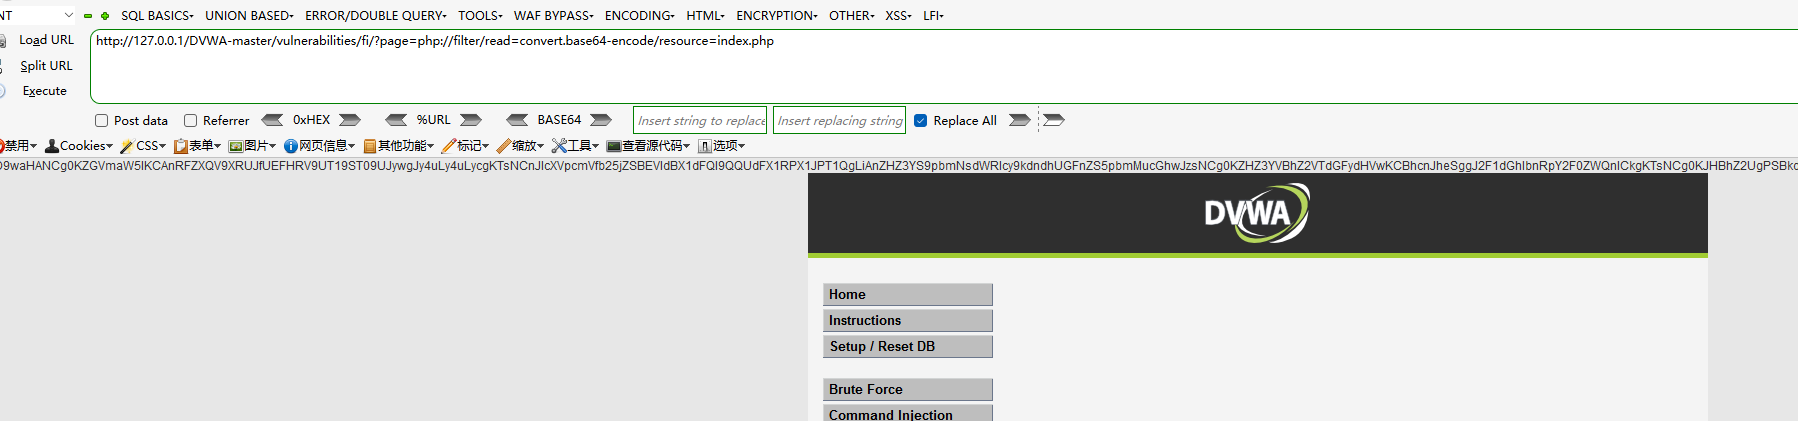 NT SQL BASICS UNION BASED ERROR/DOUBLE QUERY TOOLS WAF BYPASS ENCODING HTML ENCRYPTION OTHER XSS LFI
Load URL http://127.0.0.1/DVWA-master/vulnerabilities/fi/?page=php://filter/read=convert.base64-encode/resource=index.php
Split URL
Execute
Post data Referrer 0xHEX %URL BASE64 Insert string to replace Insert replacing string Replace All
禁用 Cookies CSS 表单 图片 网页信息 其他功能 标记 缩放 工具 查看源代码 选项
DVWA
Home
Instructions
Setup / Reset DB
Brute Force
Command Injection